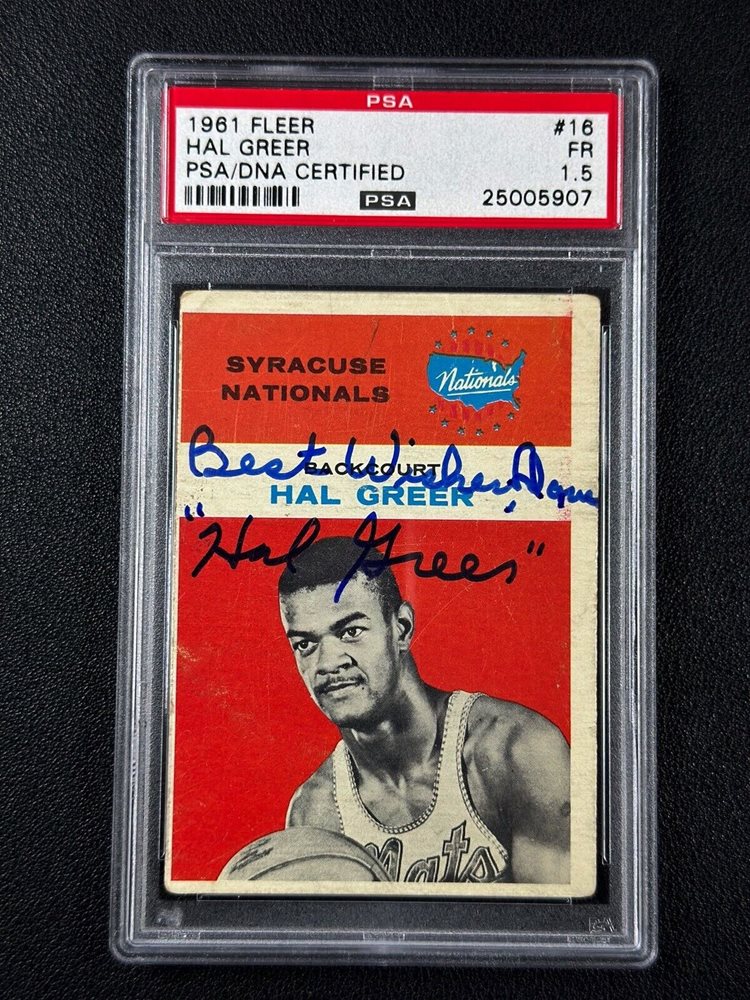 PSA
1961 FLEER #16
HAL GREER FR
PSA/DNA CERTIFIED 1.5
PSA 25005907
SYRACUSE
NATIONALS
Nationals
Best Wishes,
BACKCOURT
HAL GREER
"Hal Greer"
Nats